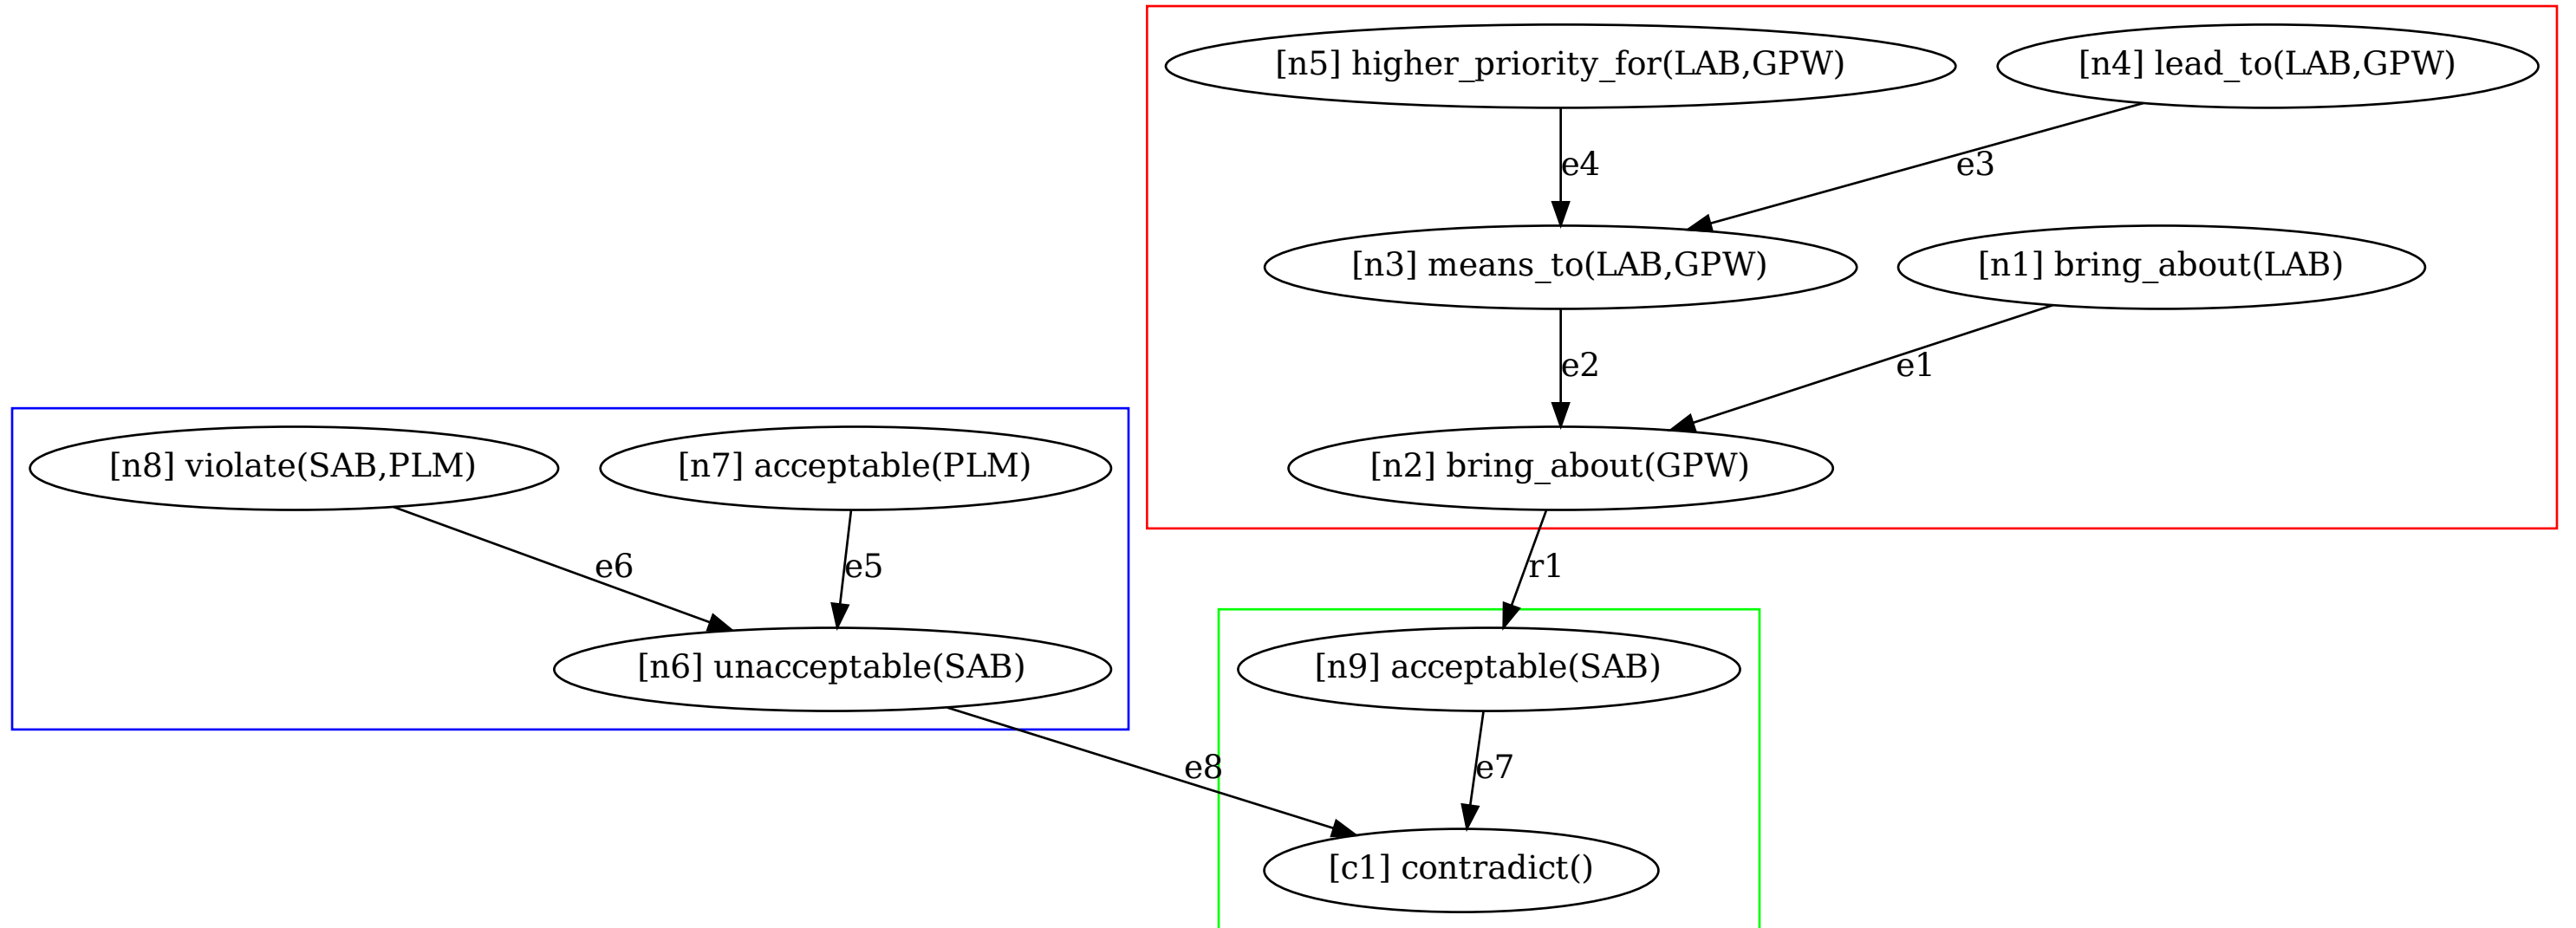 [n5] higher_priority_for(LAB,GPW)
[n4] lead_to(LAB,GPW)
e4
e3
[n3] means_to(LAB,GPW)
[n1] bring_about(LAB)
e2
e1
[n8] violate(SAB,PLM)
[n7] acceptable(PLM)
[n2] bring_about(GPW)
e6
e5
r1
[n6] unacceptable(SAB)
[n9] acceptable(SAB)
e8
e7
[c1] contradict()